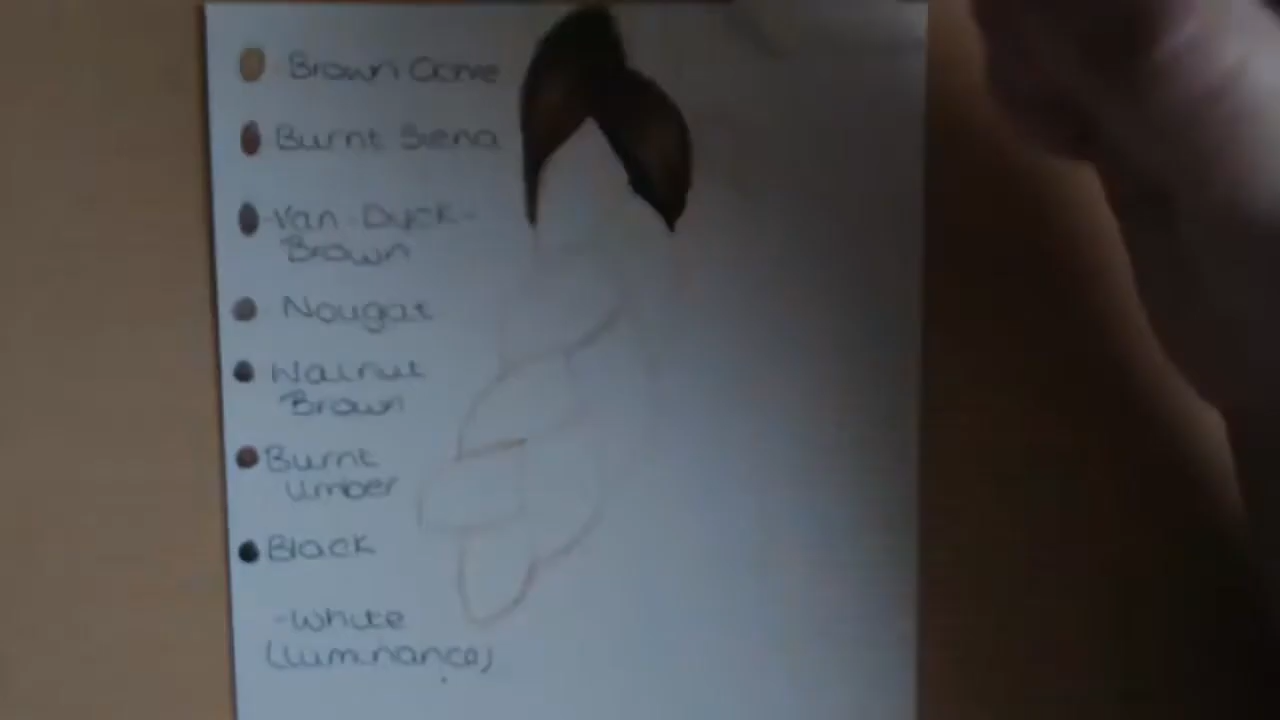 Brown Ocre
Burnt Siena
Van-Dyck-
Brown
Nougat
Walnut
Brown
Burnt
Umber
Black
-White
(Luminance)